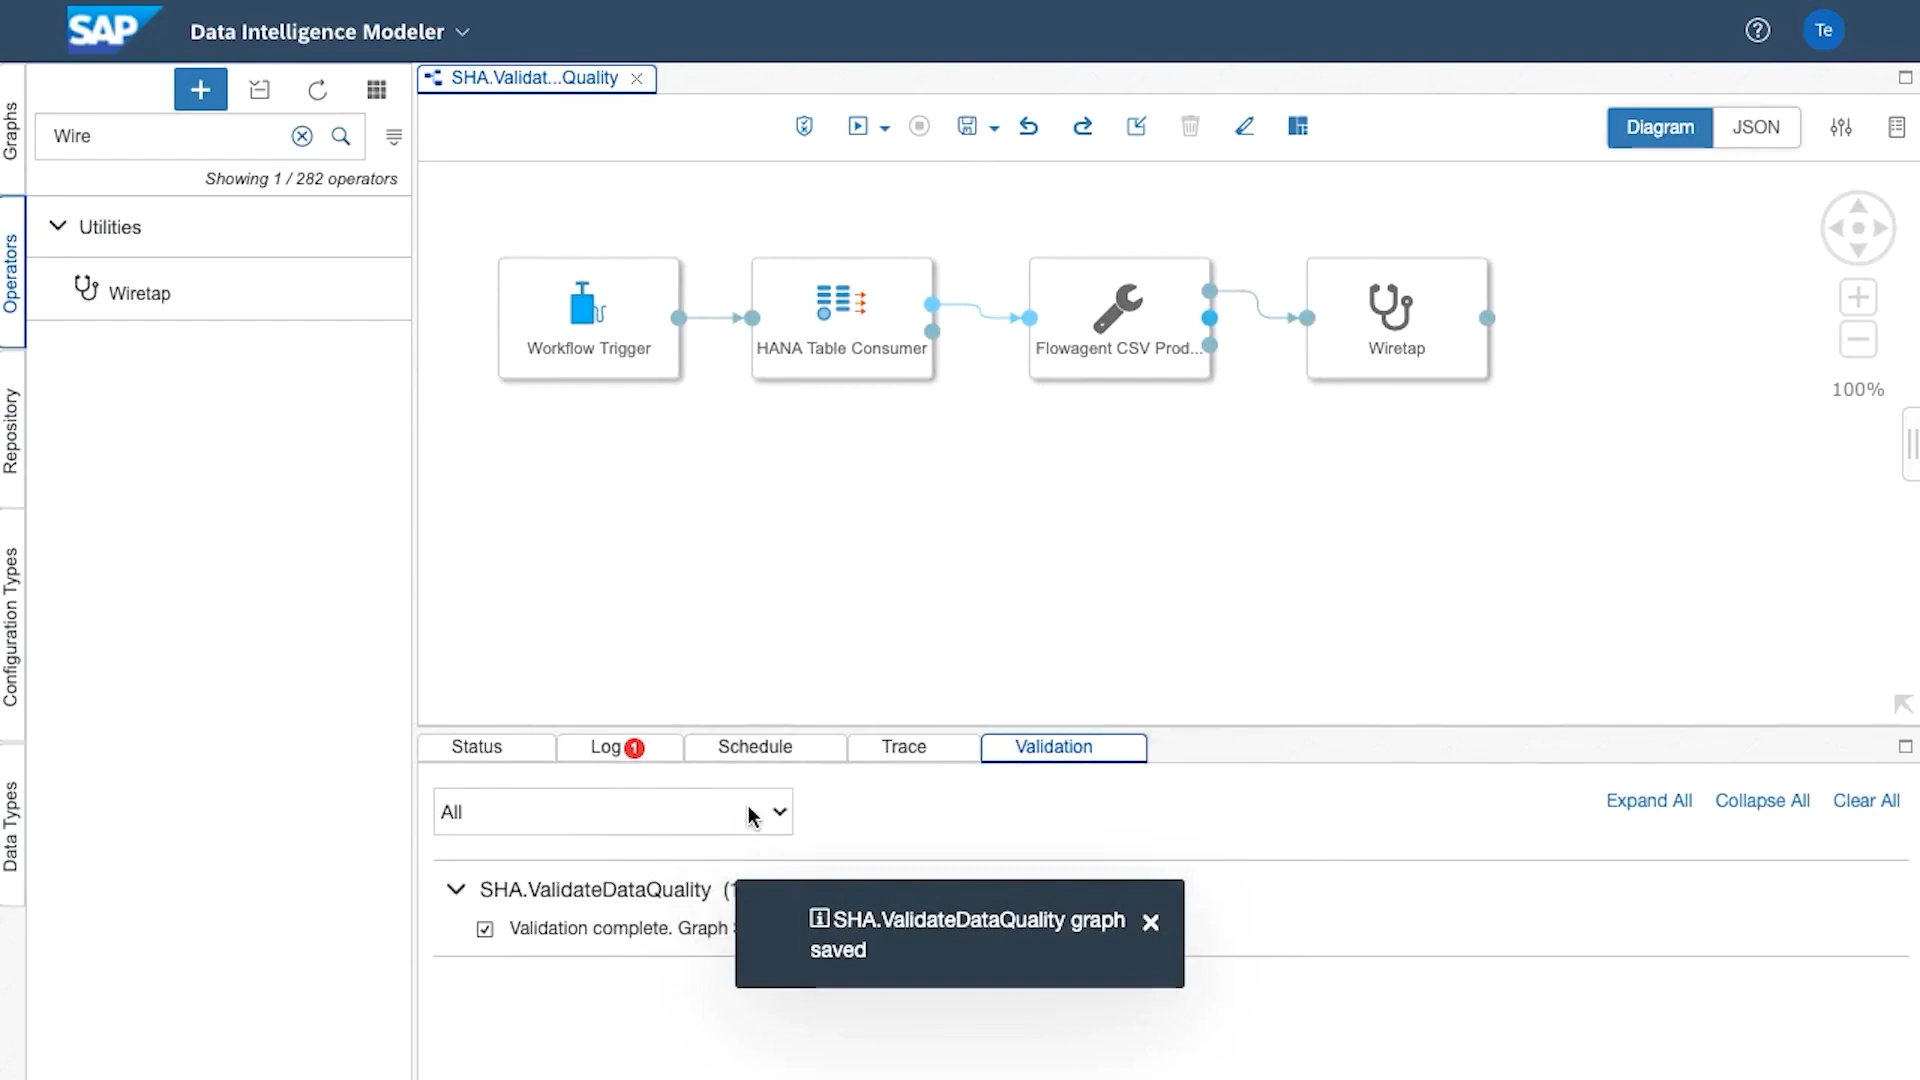 SAP
Data Intelligence Modeler
Te
Graphs
Operators
Repository
Configuration Types
Data Types
Wire
Showing 1 / 282 operators
Utilities
Wiretap
SHA.Validat...Quality
Diagram
JSON
Workflow Trigger
HANA Table Consumer
Flowagent CSV Prod...
Wiretap
100%
Status
Log 1
Schedule
Trace
Validation
All
Expand All
Collapse All
Clear All
SHA.ValidateDataQuality (1
Validation complete. Graph
SHA.ValidateDataQuality graph
saved